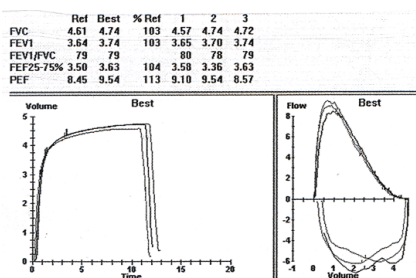 Ref Best % Ref 1 2 3
FVC 4.61 4.74 103 4.57 4.74 4.72
FEV1 3.64 3.74 103 3.65 3.70 3.74
FEV1/FVC 79 79 80 78 79
FEF25-75% 3.50 3.63 104 3.58 3.36 3.63
PEF 8.45 9.54 113 9.10 9.54 8.57
Volume Best
5
4
3
2
1
0
0 5 10 15 20
Time
Flow Best
8
6
4
2
0
-2
-4
-6
-1 0 1 2 3 4
Volume